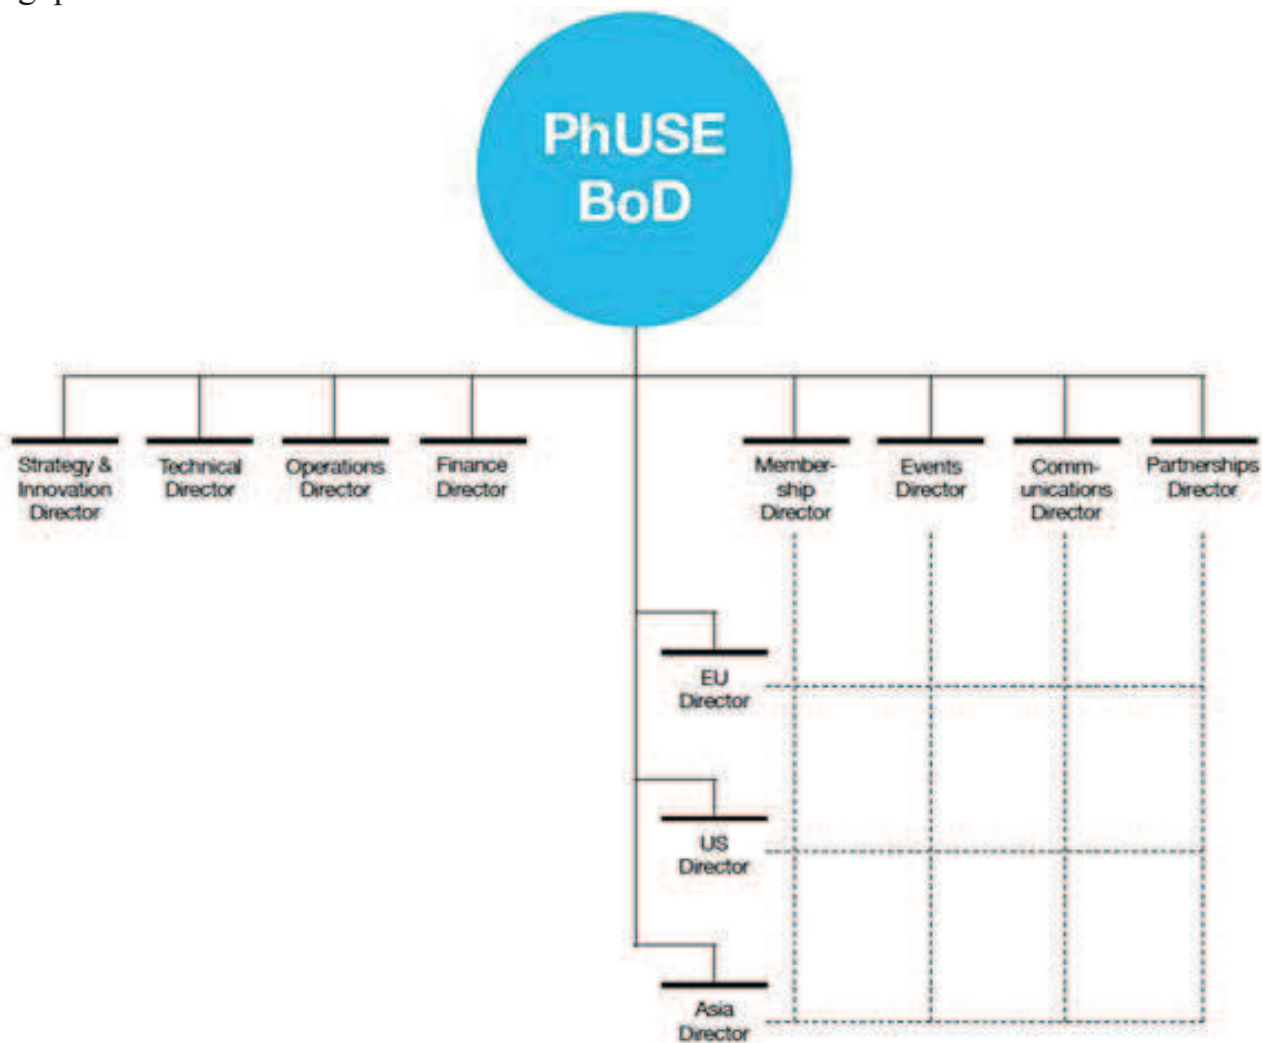 PhUSE
BoD
Strategy &
Innovation
Director
Technical
Director
Operations
Director
Finance
Director
Member-
ship
Director
Events
Director
Comm-
unications
Director
Partnerships
Director
EU
Director
US
Director
Asia
Director